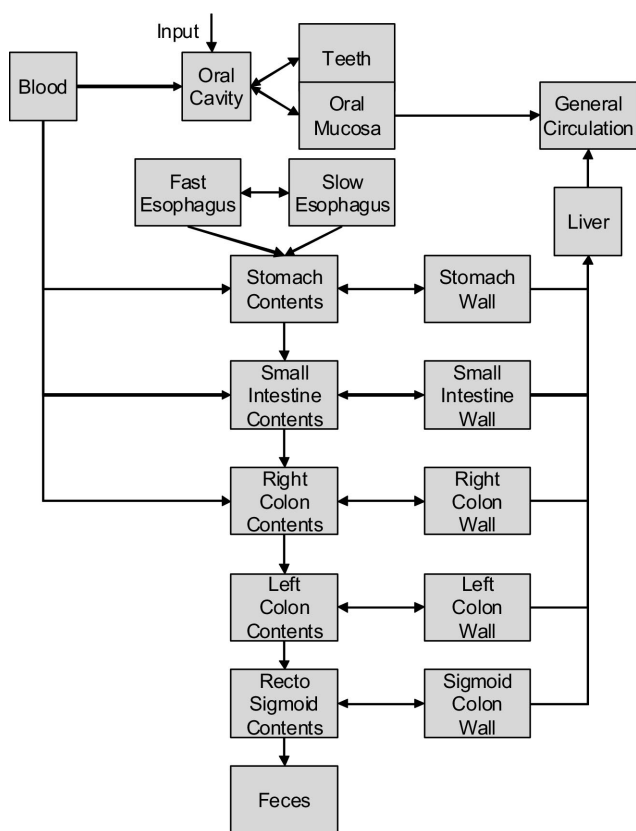 Input
Blood
Oral
Cavity
Teeth
Oral
Mucosa
General
Circulation
Fast
Esophagus
Slow
Esophagus
Liver
Stomach
Contents
Stomach
Wall
Small
Intestine
Contents
Small
Intestine
Wall
Right
Colon
Contents
Right
Colon
Wall
Left
Colon
Contents
Left
Colon
Wall
Recto
Sigmoid
Contents
Sigmoid
Colon
Wall
Feces